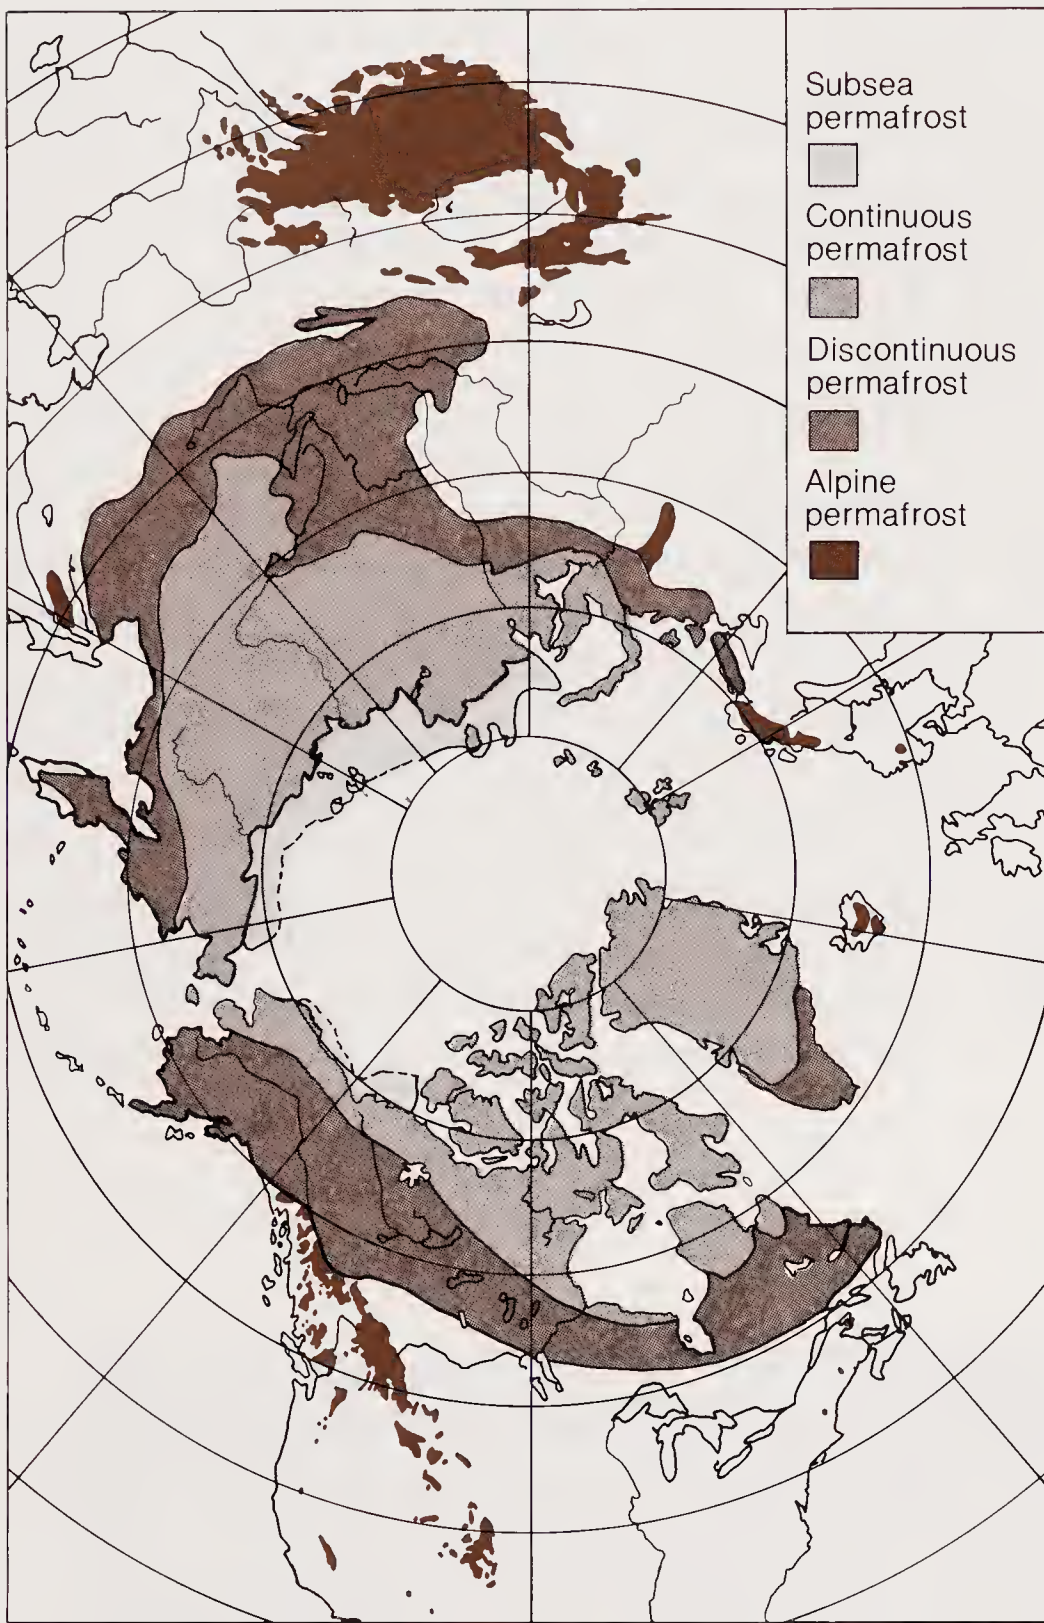 Subsea
permafrost
Continuous
permafrost
Discontinuous
permafrost
Alpine
permafrost